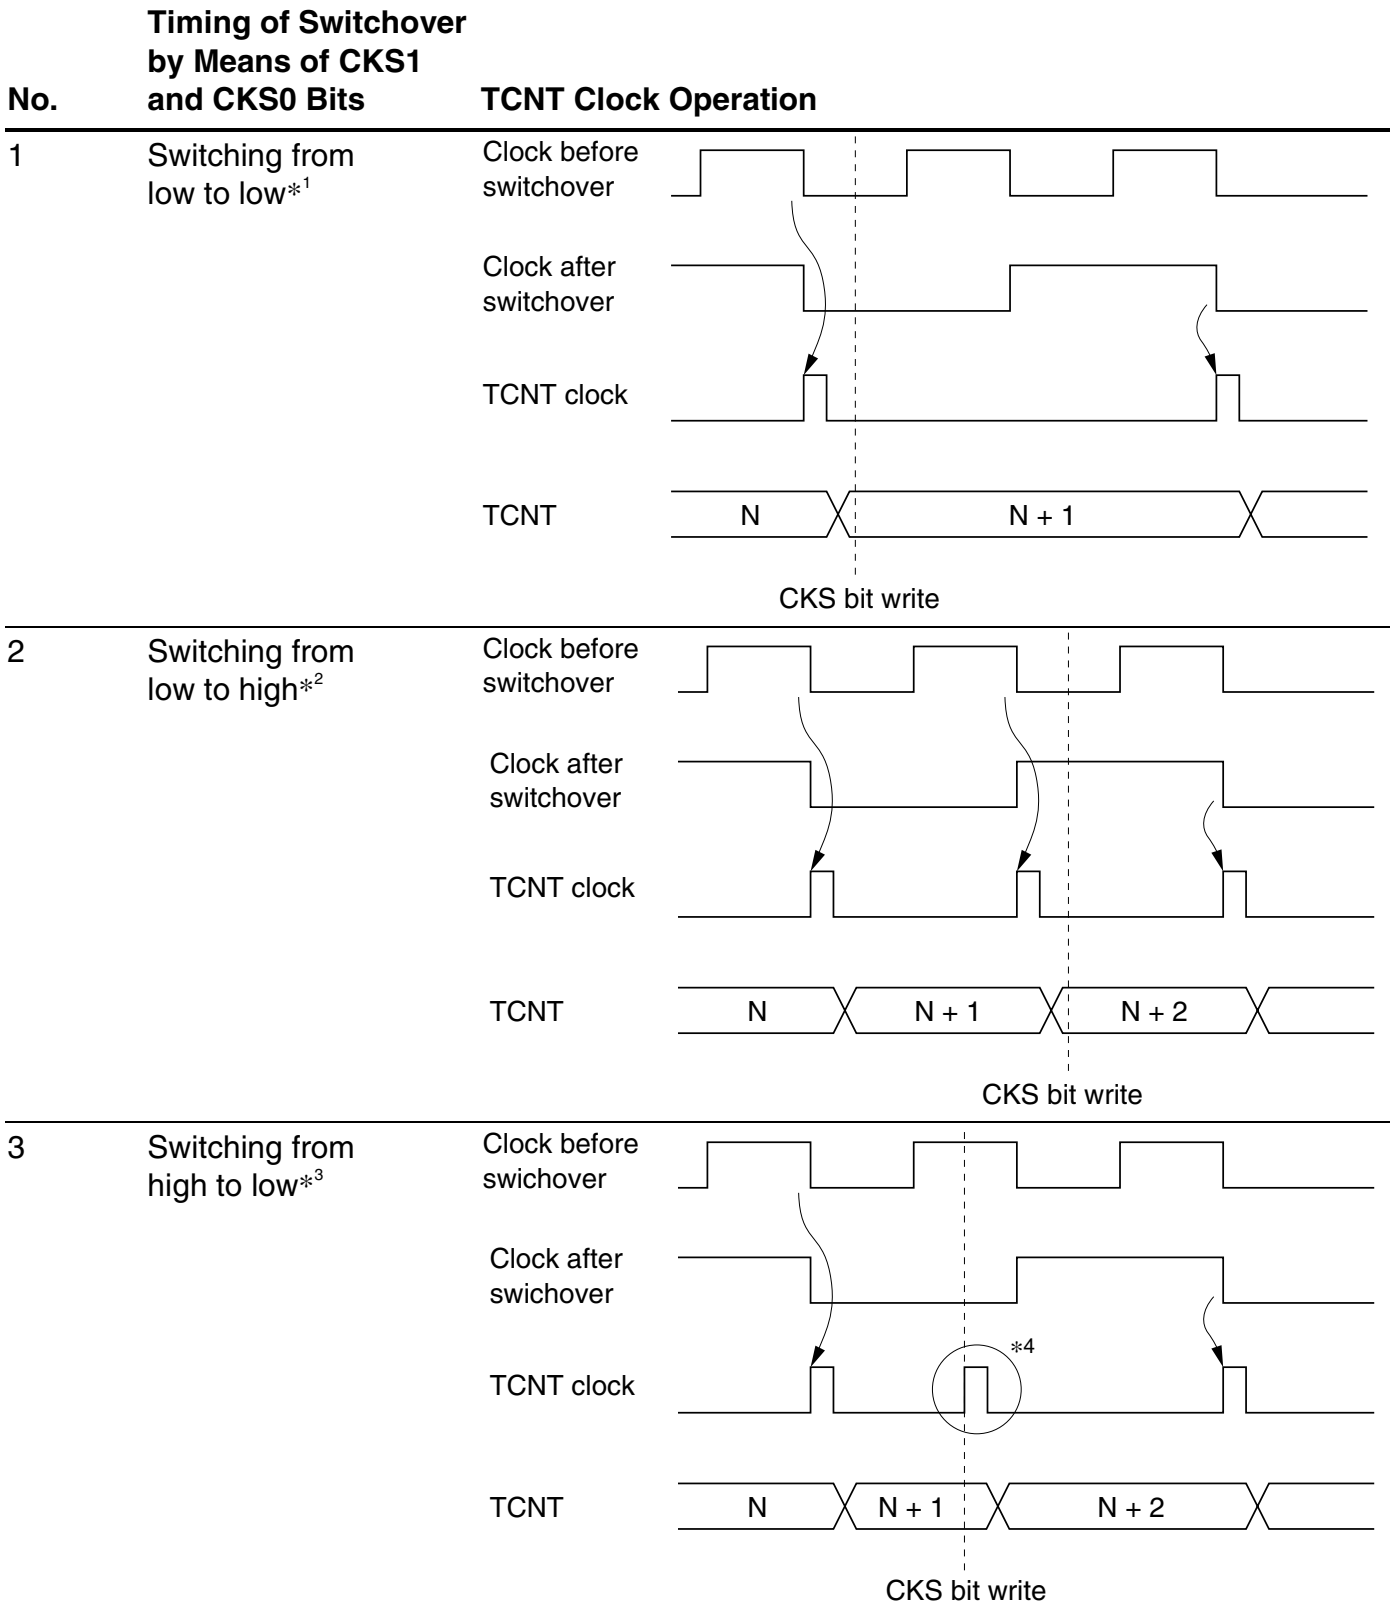 Timing of Switchover
by Means of CKS1
No. and CKS0 Bits TCNT Clock Operation
1 Switching from
low to low*1
Clock before
switchover
Clock after
switchover
TCNT clock
TCNT N N + 1
CKS bit write
2 Switching from
low to high*2
Clock before
switchover
Clock after
switchover
TCNT clock
TCNT N N + 1 N + 2
CKS bit write
3 Switching from
high to low*3
Clock before
swichover
Clock after
swichover
*4
TCNT clock
TCNT N N + 1 N + 2
CKS bit write